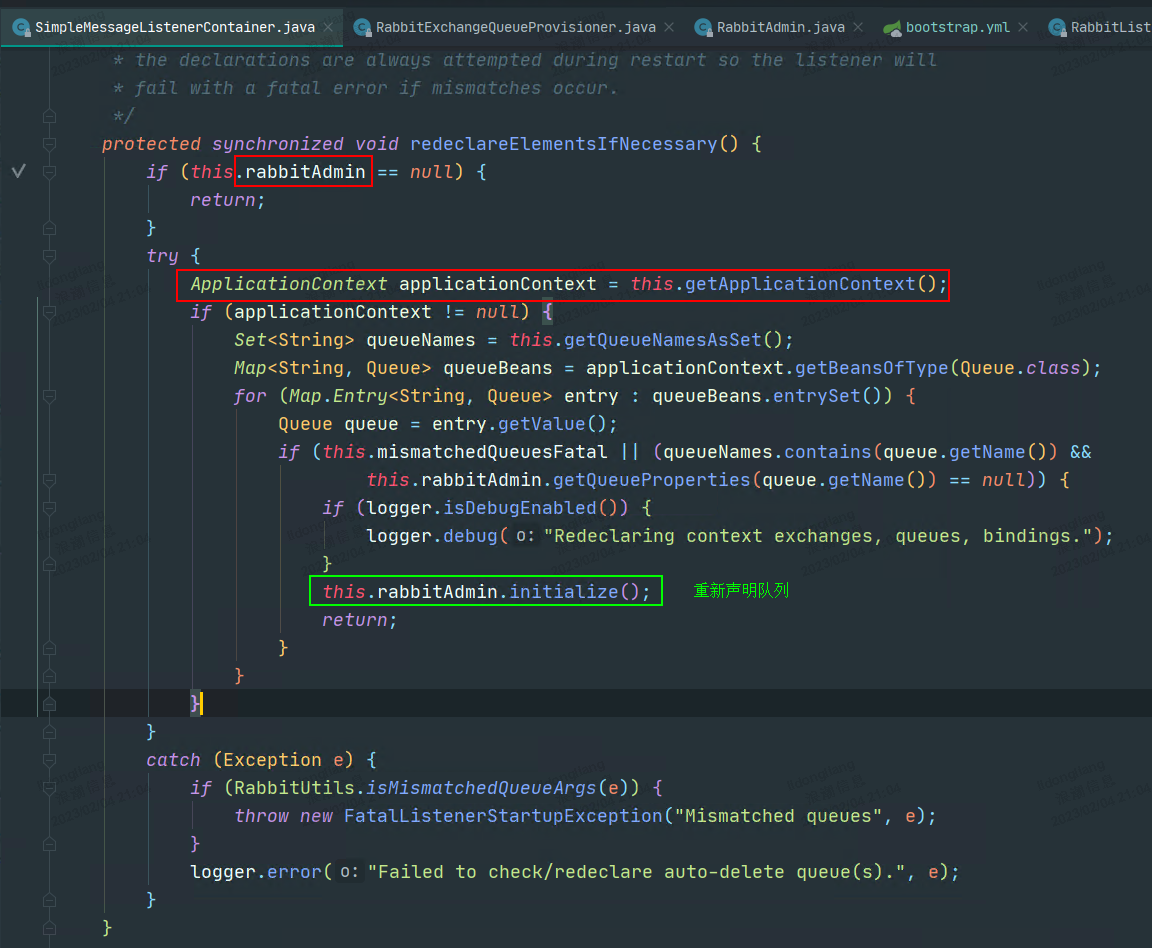 SimpleMessageListenerContainer.java
RabbitExchangeQueueProvisioner.java
RabbitAdmin.java
bootstrap.yml
RabbitList
* the declarations are always attempted during restart so the listener will
* fail with a fatal error if mismatches occur.
*/
protected synchronized void redeclareElementsIfNecessary() {
if (this.rabbitAdmin == null) {
return;
}
try {
ApplicationContext applicationContext = this.getApplicationContext();
if (applicationContext != null) {
Set<String> queueNames = this.getQueueNamesAsSet();
Map<String, Queue> queueBeans = applicationContext.getBeansOfType(Queue.class);
for (Map.Entry<String, Queue> entry : queueBeans.entrySet()) {
Queue queue = entry.getValue();
if (this.mismatchedQueuesFatal || (queueNames.contains(queue.getName()) &&
this.rabbitAdmin.getQueueProperties(queue.getName()) == null)) {
if (logger.isDebugEnabled()) {
logger.debug( o: "Redeclaring context exchanges, queues, bindings.");
}
this.rabbitAdmin.initialize(); 重新声明队列
return;
}
}
}
}
catch (Exception e) {
if (RabbitUtils.isMismatchedQueueArgs(e)) {
throw new FatalListenerStartupException("Mismatched queues", e);
}
logger.error( o: "Failed to check/redeclare auto-delete queue(s).", e);
}
}